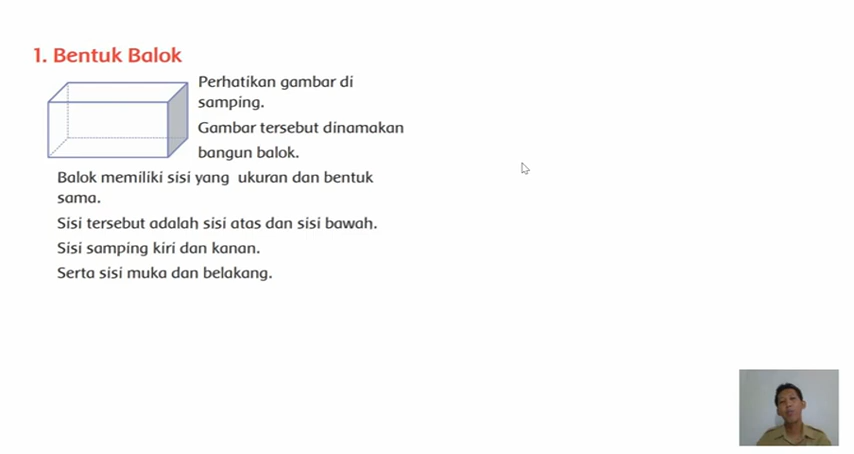 1. Bentuk Balok
Perhatikan gambar di
samping.
Gambar tersebut dinamakan
bangun balok.
Balok memiliki sisi yang ukuran dan bentuk
sama.
Sisi tersebut adalah sisi atas dan sisi bawah.
Sisi samping kiri dan kanan.
Serta sisi muka dan belakang.